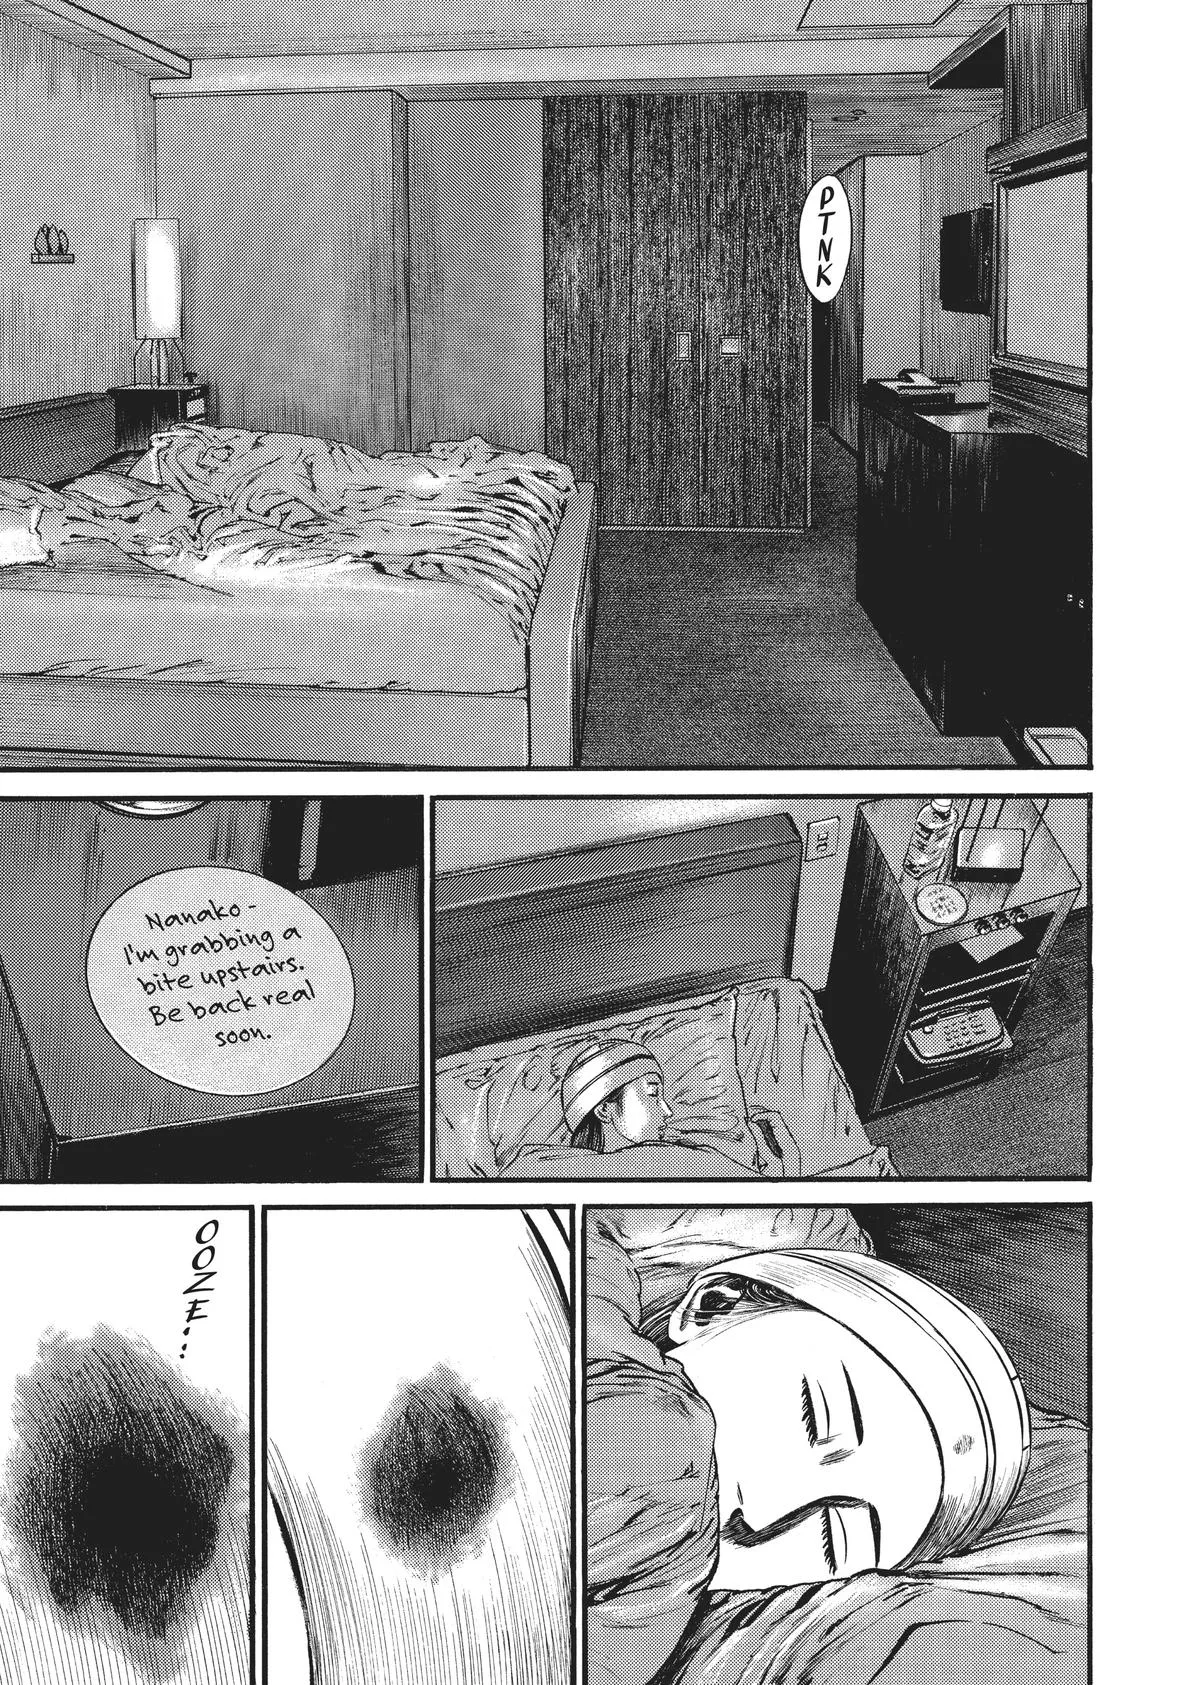 PTNK
Nanako -
I'm grabbing a
bite upstairs.
Be back real
soon.
OOZE...